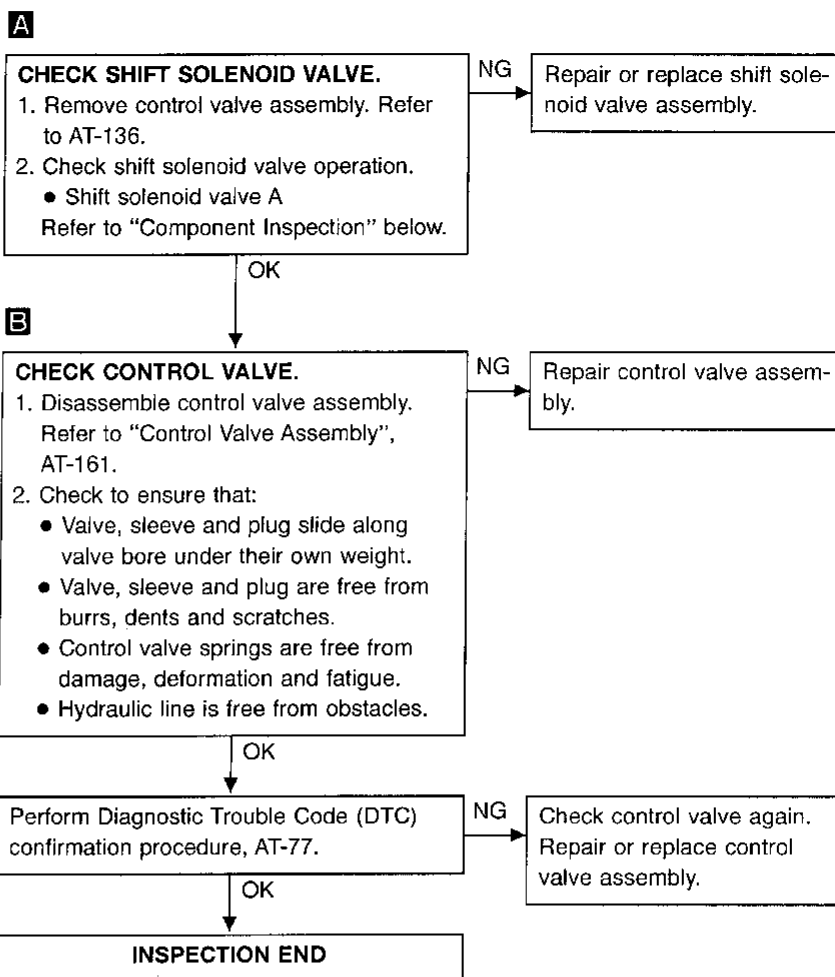 A
CHECK SHIFT SOLENOID VALVE.
1. Remove control valve assembly. Refer
to AT-136.
2. Check shift solenoid valve operation.
● Shift solenoid valve A
Refer to “Component Inspection” below.
NG
Repair or replace shift sole-
noid valve assembly.
OK
B
CHECK CONTROL VALVE.
1. Disassemble control valve assembly.
Refer to “Control Valve Assembly”,
AT-161.
2. Check to ensure that:
● Valve, sleeve and plug slide along
valve bore under their own weight.
● Valve, sleeve and plug are free from
burrs, dents and scratches.
● Control valve springs are free from
damage, deformation and fatigue.
● Hydraulic line is free from obstacles.
NG
Repair control valve assem-
bly.
OK
Perform Diagnostic Trouble Code (DTC)
confirmation procedure, AT-77.
NG
Check control valve again.
Repair or replace control
valve assembly.
OK
INSPECTION END